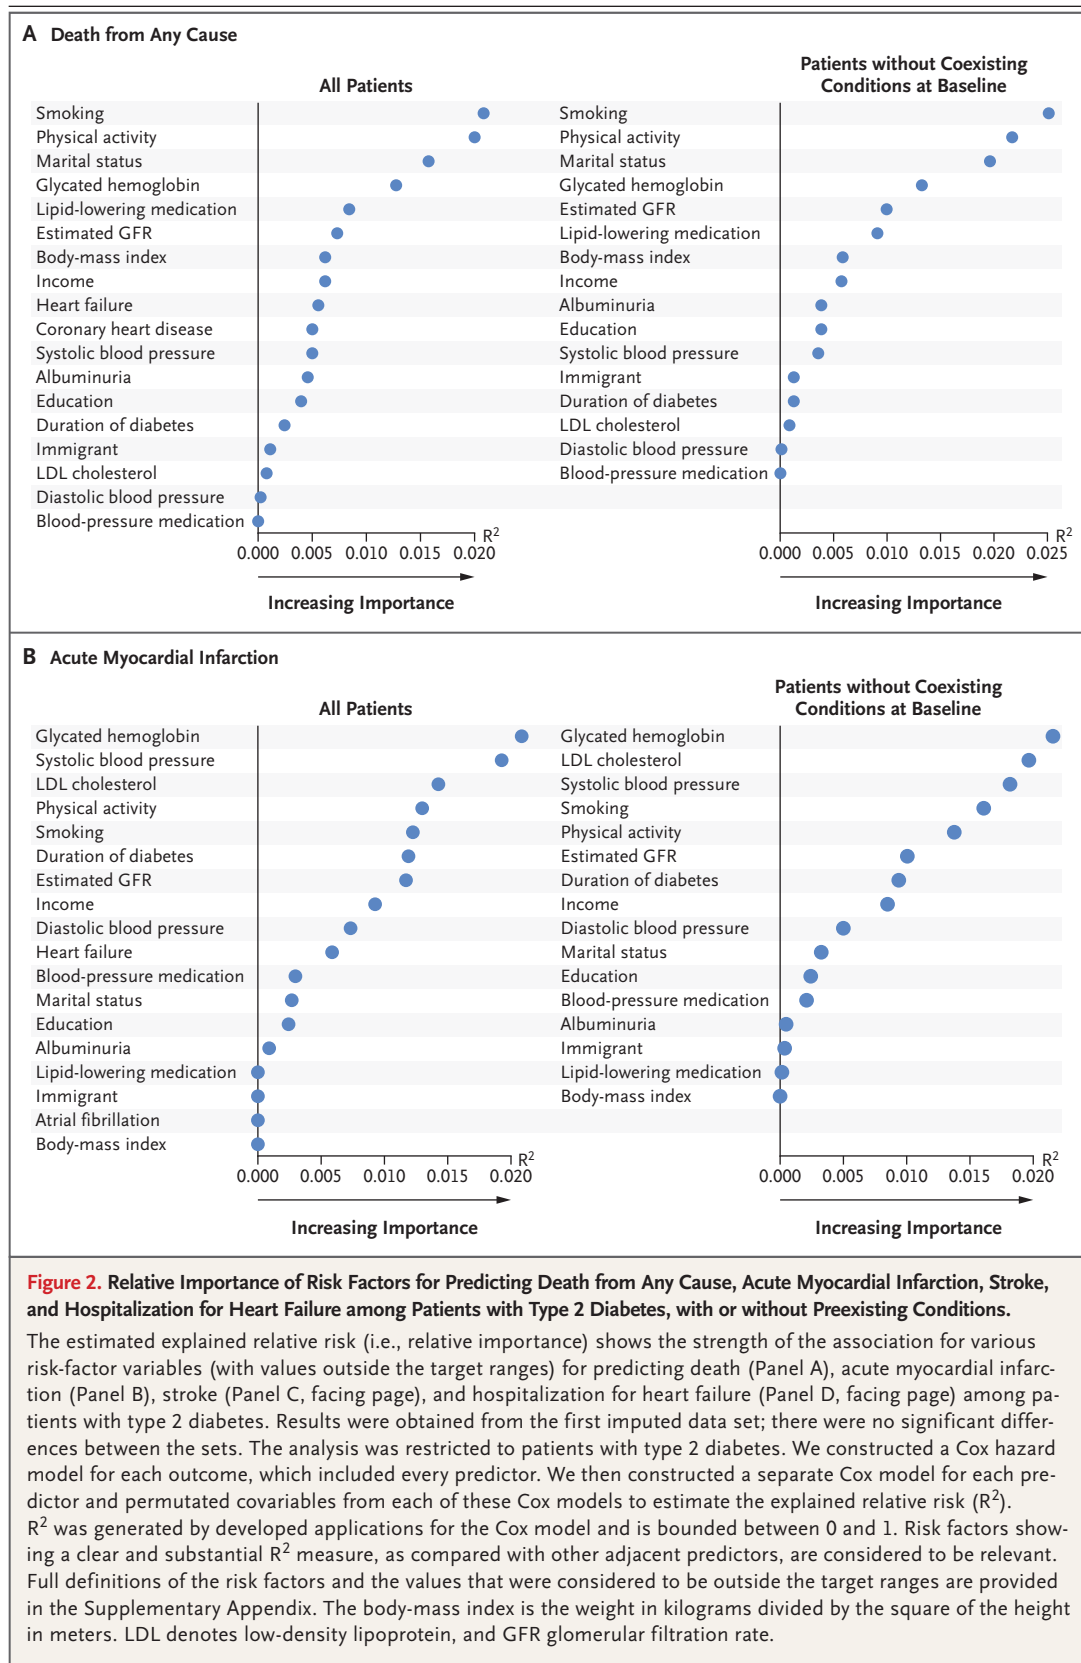 A Death from Any Cause
All Patients
Smoking
Physical activity
Marital status
Glycated hemoglobin
Lipid-lowering medication
Estimated GFR
Body-mass index
Income
Heart failure
Coronary heart disease
Systolic blood pressure
Albuminuria
Education
Duration of diabetes
Immigrant
LDL cholesterol
Diastolic blood pressure
Blood-pressure medication
R²
0.000 0.005 0.010 0.015 0.020
Increasing Importance
Patients without Coexisting
Conditions at Baseline
Smoking
Physical activity
Marital status
Glycated hemoglobin
Estimated GFR
Lipid-lowering medication
Body-mass index
Income
Albuminuria
Education
Systolic blood pressure
Immigrant
Duration of diabetes
LDL cholesterol
Diastolic blood pressure
Blood-pressure medication
R²
0.000 0.005 0.010 0.015 0.020 0.025
Increasing Importance
B Acute Myocardial Infarction
All Patients
Glycated hemoglobin
Systolic blood pressure
LDL cholesterol
Physical activity
Smoking
Duration of diabetes
Estimated GFR
Income
Diastolic blood pressure
Heart failure
Blood-pressure medication
Marital status
Education
Albuminuria
Lipid-lowering medication
Immigrant
Atrial fibrillation
Body-mass index
R²
0.000 0.005 0.010 0.015 0.020
Increasing Importance
Patients without Coexisting
Conditions at Baseline
Glycated hemoglobin
LDL cholesterol
Systolic blood pressure
Smoking
Physical activity
Estimated GFR
Duration of diabetes
Income
Diastolic blood pressure
Marital status
Education
Blood-pressure medication
Albuminuria
Immigrant
Lipid-lowering medication
Body-mass index
R²
0.000 0.005 0.010 0.015 0.020
Increasing Importance
Figure 2. Relative Importance of Risk Factors for Predicting Death from Any Cause, Acute Myocardial Infarction, Stroke,
and Hospitalization for Heart Failure among Patients with Type 2 Diabetes, with or without Preexisting Conditions.
The estimated explained relative risk (i.e., relative importance) shows the strength of the association for various
risk-factor variables (with values outside the target ranges) for predicting death (Panel A), acute myocardial infarc-
tion (Panel B), stroke (Panel C, facing page), and hospitalization for heart failure (Panel D, facing page) among pa-
tients with type 2 diabetes. Results were obtained from the first imputed data set; there were no significant differ-
ences between the sets. The analysis was restricted to patients with type 2 diabetes. We constructed a Cox hazard
model for each outcome, which included every predictor. We then constructed a separate Cox model for each pre-
dictor and permutated covariables from each of these Cox models to estimate the explained relative risk (R²).
R² was generated by developed applications for the Cox model and is bounded between 0 and 1. Risk factors show-
ing a clear and substantial R² measure, as compared with other adjacent predictors, are considered to be relevant.
Full definitions of the risk factors and the values that were considered to be outside the target ranges are provided
in the Supplementary Appendix. The body-mass index is the weight in kilograms divided by the square of the height
in meters. LDL denotes low-density lipoprotein, and GFR glomerular filtration rate.